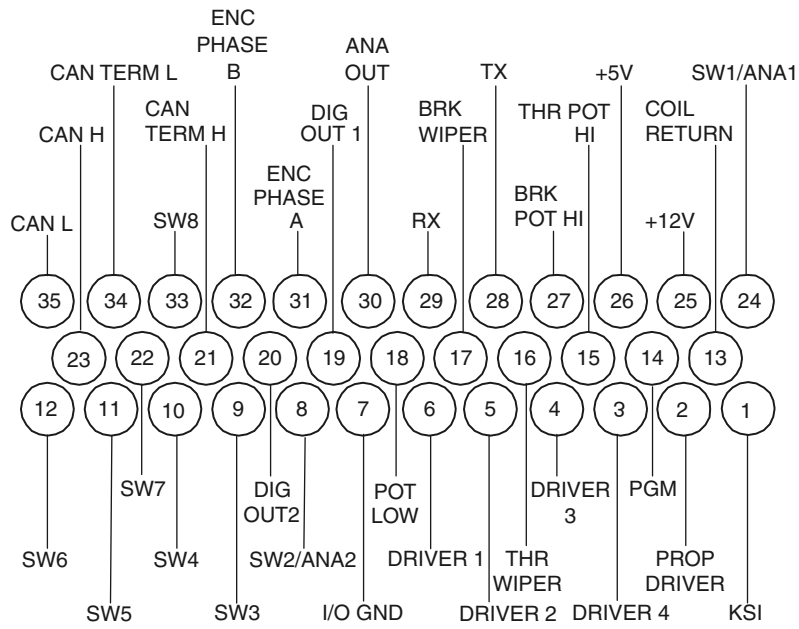 ENC
PHASE
B
ANA
OUT
CAN TERM L
TX
+5V
SW1/ANA1
CAN
TERM H
DIG
OUT 1
BRK
WIPER
THR POT
HI
COIL
RETURN
CAN H
ENC
PHASE
A
BRK
POT HI
CAN L
SW8
RX
+12V
35 34 33 32 31 30 29 28 27 26 25 24
23 22 21 20 19 18 17 16 15 14 13
12 11 10 9 8 7 6 5 4 3 2 1
SW7
DIG
OUT2
POT
LOW
DRIVER
3
PGM
SW6
SW4
SW2/ANA2
DRIVER 1
THR
WIPER
PROP
DRIVER
SW5
SW3
I/O GND
DRIVER 2
DRIVER 4
KSI